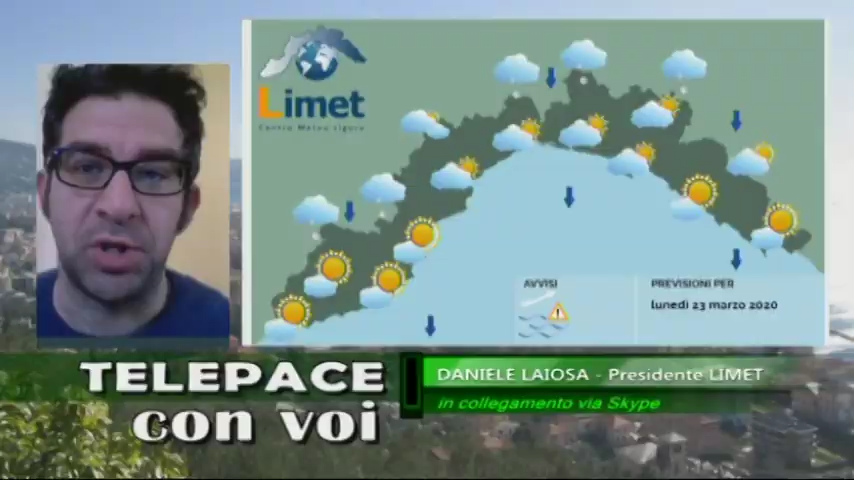 Limet
Centro Meteo Ligure
AVVISI
PREVISIONI PER
lunedì 23 marzo 2020
TELEPACE
con voi
DANIELE LAIOSA - Presidente LIMET
in collegamento via Skype